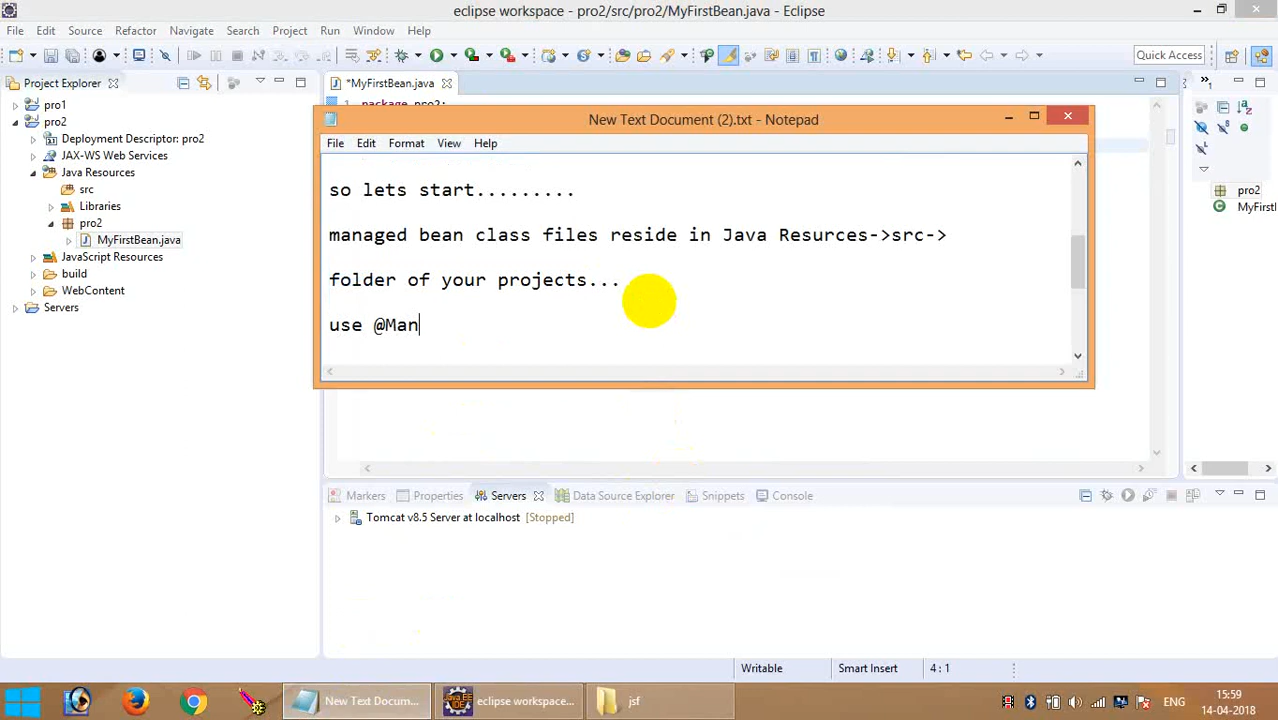 eclipse workspace - pro2/src/pro2/MyFirstBean.java - Eclipse
File Edit Source Refactor Navigate Search Project Run Window Help
Quick Access
Project Explorer
*MyFirstBean.java
pro1
pro2
Deployment Descriptor: pro2
JAX-WS Web Services
Java Resources
src
Libraries
pro2
MyFirstBean.java
JavaScript Resources
build
WebContent
Servers
1 package pro2;
New Text Document (2).txt - Notepad
File Edit Format View Help
so lets start.........
managed bean class files reside in Java Resurces->src->
folder of your projects...
use @Man
pro2
MyFirstl
Markers Properties Servers Data Source Explorer Snippets Console
Tomcat v8.5 Server at localhost [Stopped]
Writable Smart Insert 4 : 1
New Text Docum... eclipse workspace... jsf
ENG
15:59
14-04-2018